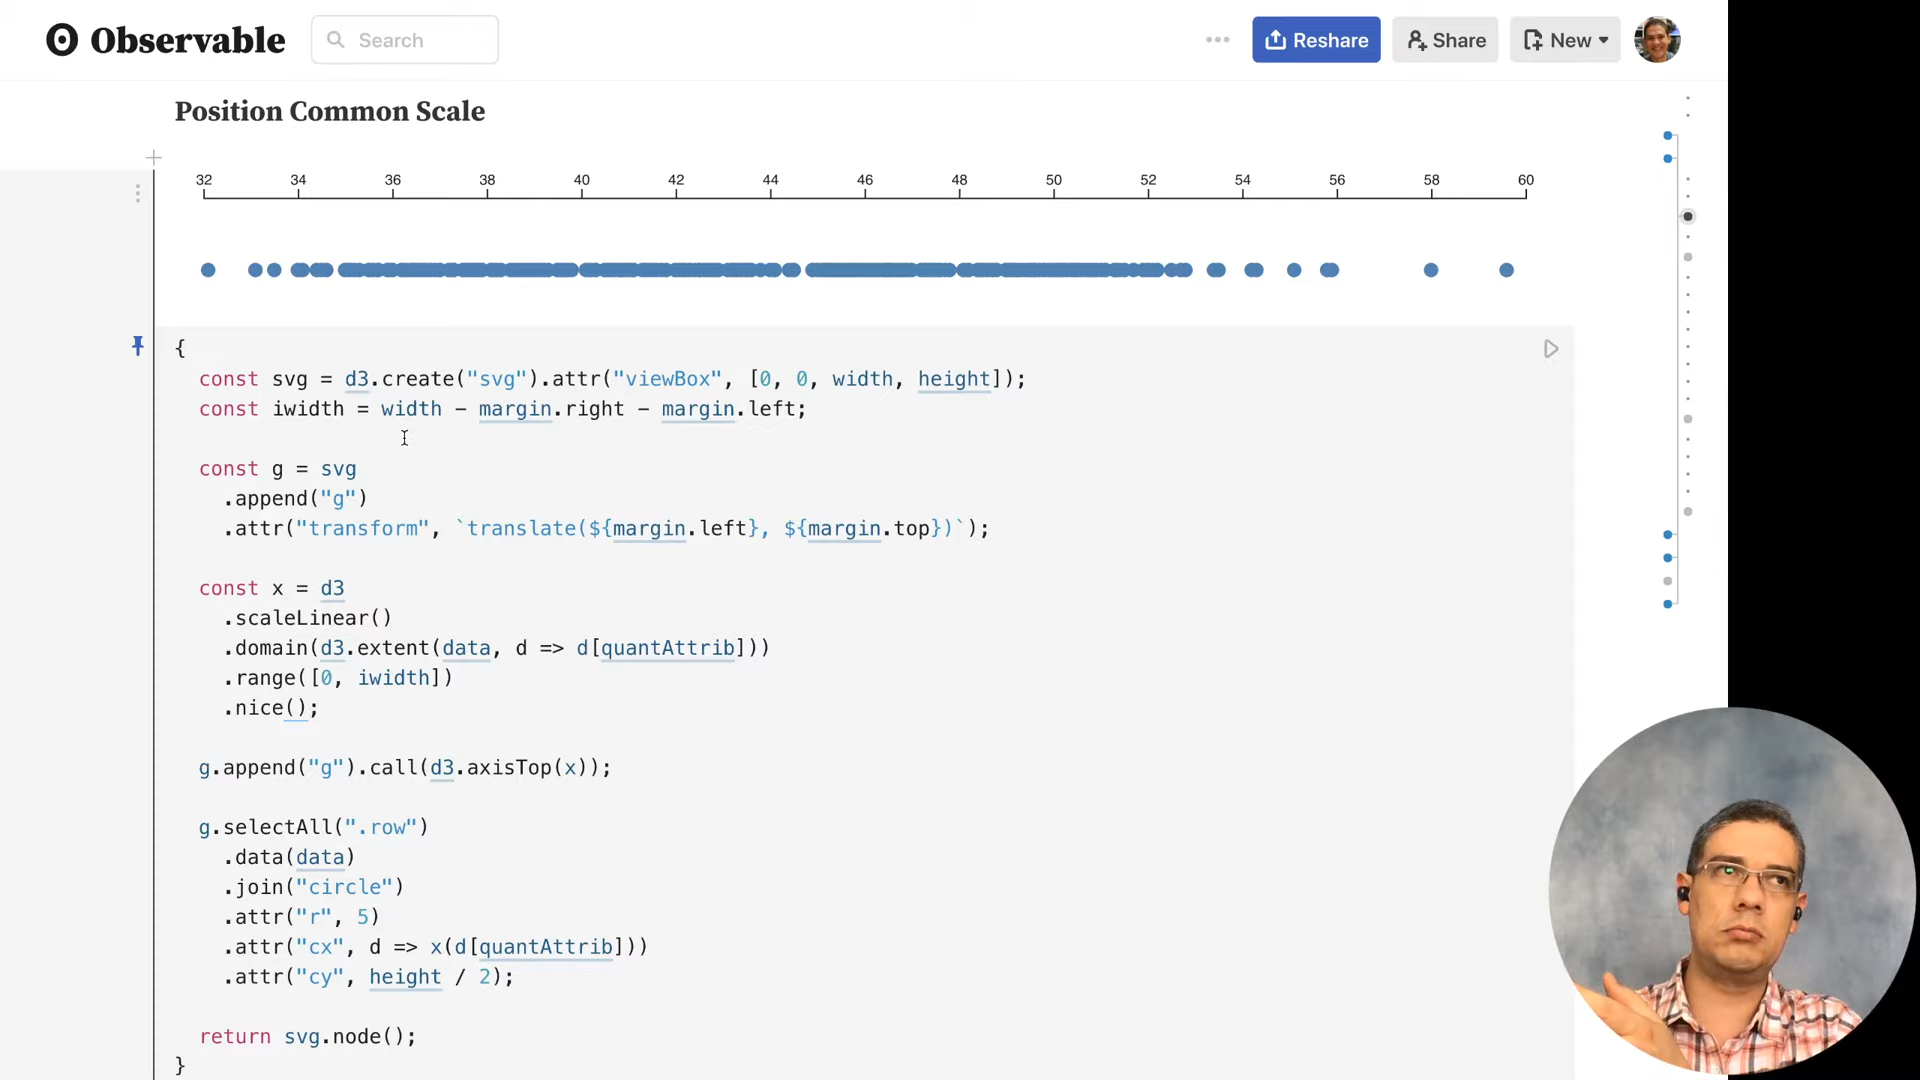 Observable
Search
Reshare
Share
New
Position Common Scale
32 34 36 38 40 42 44 46 48 50 52 54 56 58 60
{
const svg = d3.create("svg").attr("viewBox", [0, 0, width, height]);
const iwidth = width - margin.right - margin.left;
const g = svg
.append("g")
.attr("transform", `translate(${margin.left}, ${margin.top})`);
const x = d3
.scaleLinear()
.domain(d3.extent(data, d => d[quantAttrib]))
.range([0, iwidth])
.nice();
g.append("g").call(d3.axisTop(x));
g.selectAll(".row")
.data(data)
.join("circle")
.attr("r", 5)
.attr("cx", d => x(d[quantAttrib]))
.attr("cy", height / 2);
return svg.node();
}